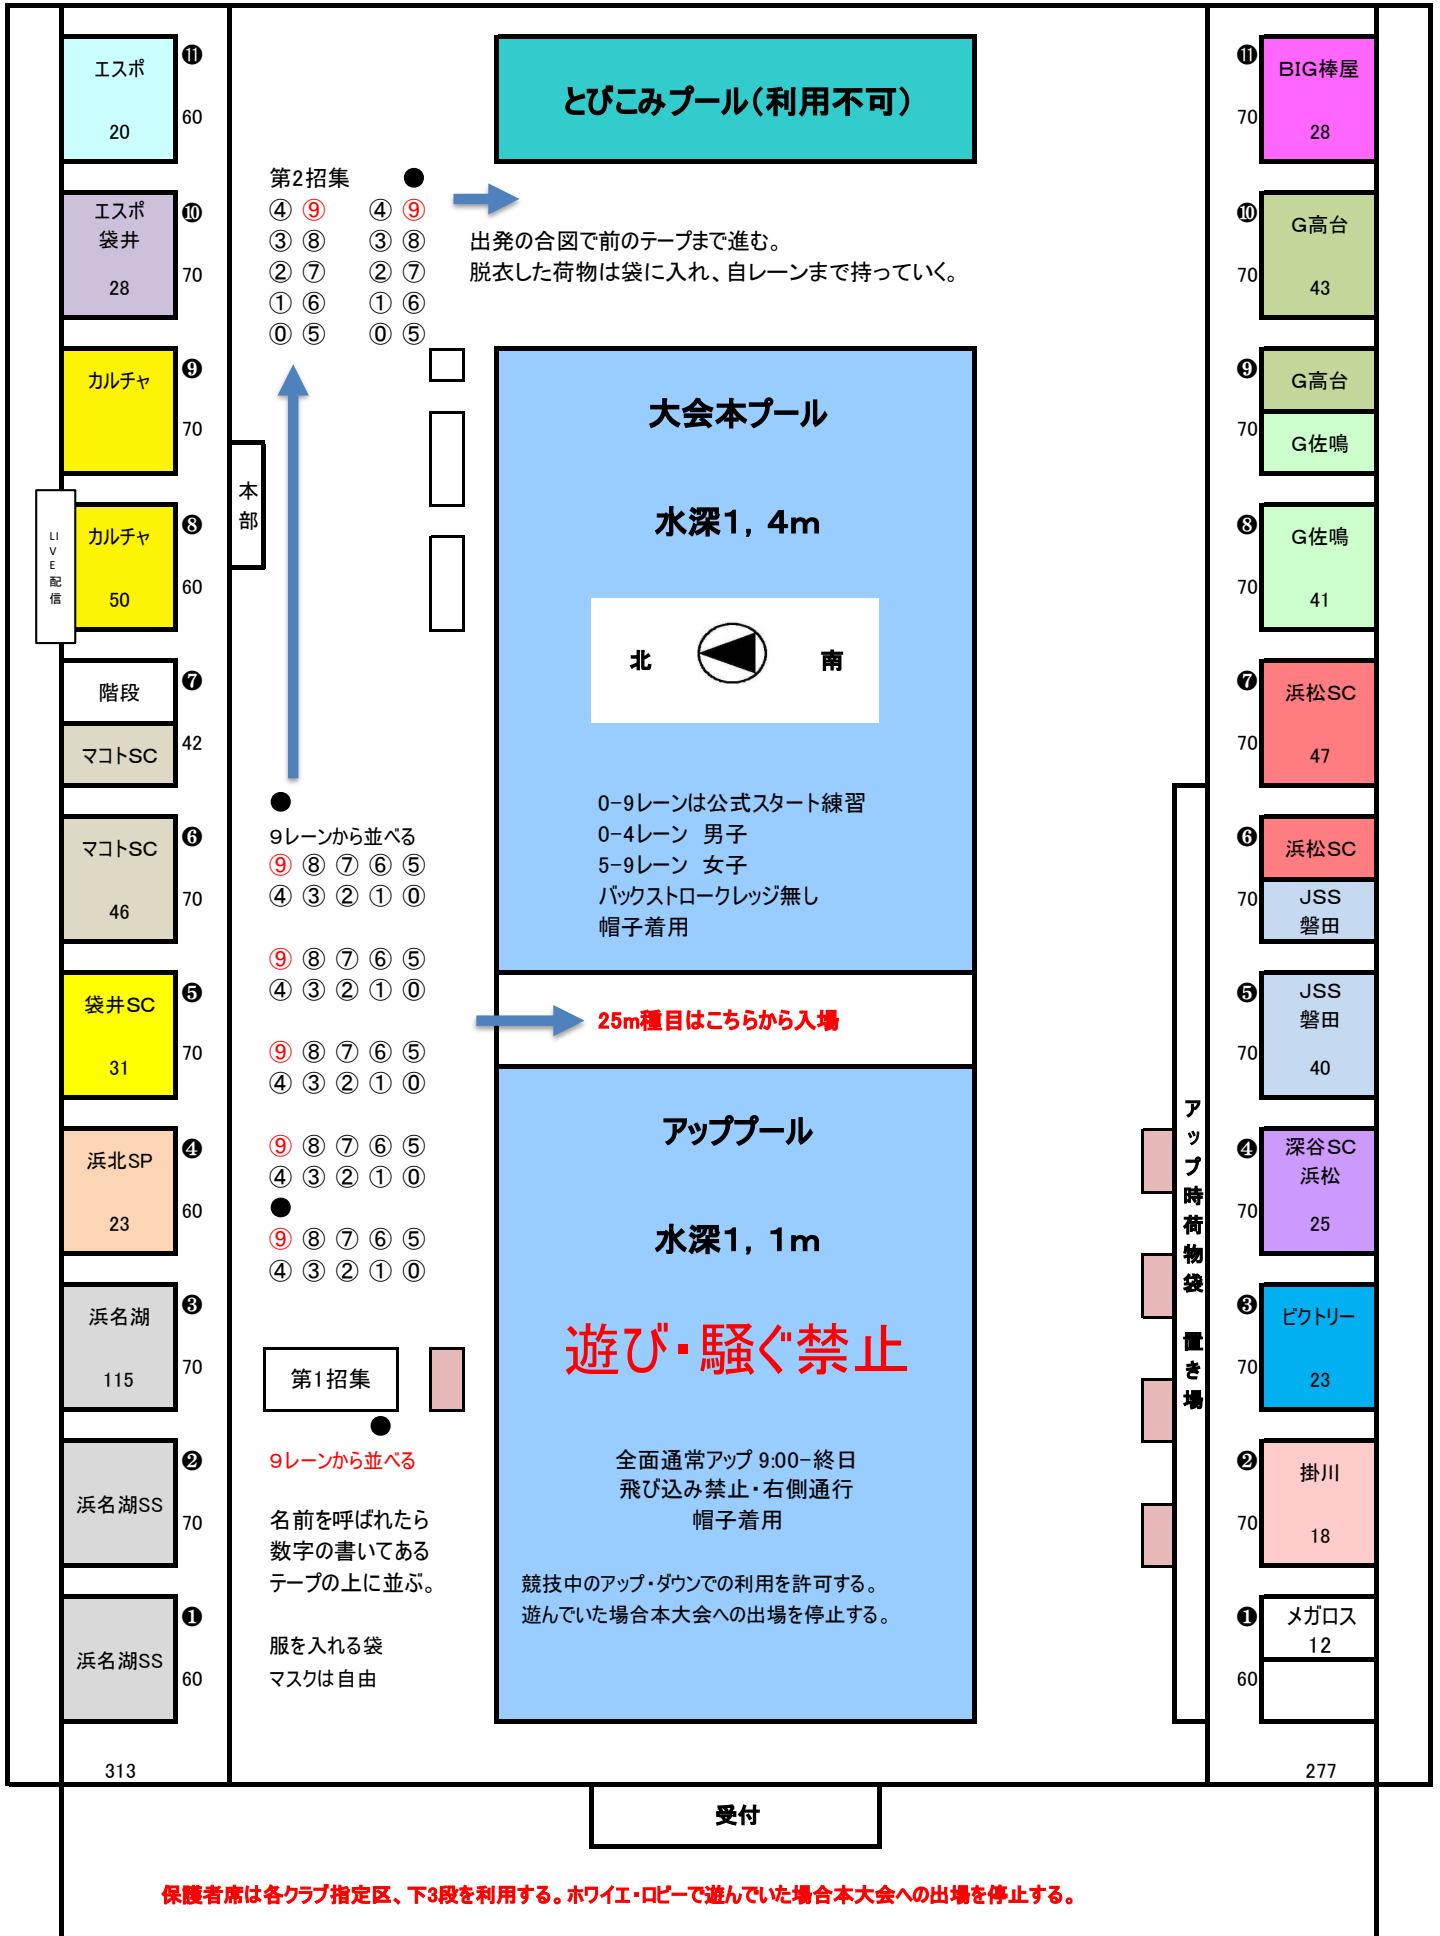 エスポ
20
⓫
60
エスポ
袋井
28
❿
70
カルチャ
❾
70
カルチャ
50
❽
60
LI
V
E
配
信
階段
❼
マコトSC
42
マコトSC
46
❻
70
袋井SC
31
❺
70
浜北SP
23
❹
60
浜名湖
115
❸
70
浜名湖SS
❷
70
浜名湖SS
❶
60
313
本
部
第2招集 ●
④ ⑨ ④ ⑨
③ ⑧ ③ ⑧
② ⑦ ② ⑦
① ⑥ ① ⑥
⓪ ⑤ ⓪ ⑤
●
9レーンから並べる
⑨ ⑧ ⑦ ⑥ ⑤
④ ③ ② ① ⓪
⑨ ⑧ ⑦ ⑥ ⑤
④ ③ ② ① ⓪
⑨ ⑧ ⑦ ⑥ ⑤
④ ③ ② ① ⓪
⑨ ⑧ ⑦ ⑥ ⑤
④ ③ ② ① ⓪
●
⑨ ⑧ ⑦ ⑥ ⑤
④ ③ ② ① ⓪
第1招集
●
9レーンから並べる
名前を呼ばれたら
数字の書いてある
テープの上に並ぶ。
服を入れる袋
マスクは自由
とびこみプール(利用不可)
出発の合図で前のテープまで進む。
脱衣した荷物は袋に入れ、自レーンまで持っていく。
大会本プール
水深1，4m
北 南
0-9レーンは公式スタート練習
0-4レーン 男子
5-9レーン 女子
バックストロークレッジ無し
帽子着用
25m種目はこちらから入場
アッププール
水深1，1m
遊び・騒ぐ禁止
全面通常アップ 9:00-終日
飛び込み禁止・右側通行
帽子着用
競技中のアップ・ダウンでの利用を許可する。
遊んでいた場合本大会への出場を停止する。
アップ時荷物袋 置き場
⓫
70
BIG棒屋
28
❿
70
G高台
43
❾
70
G高台
G佐鳴
❽
70
G佐鳴
41
❼
70
浜松SC
47
❻
70
浜松SC
JSS
磐田
❺
70
JSS
磐田
40
❹
70
深谷SC
浜松
25
❸
70
ビクトリー
23
❷
70
掛川
18
❶
60
メガロス
12
277
受付
保護者席は各クラブ指定区、下3段を利用する。ホワイエ・ロビーで遊んでいた場合本大会への出場を停止する。